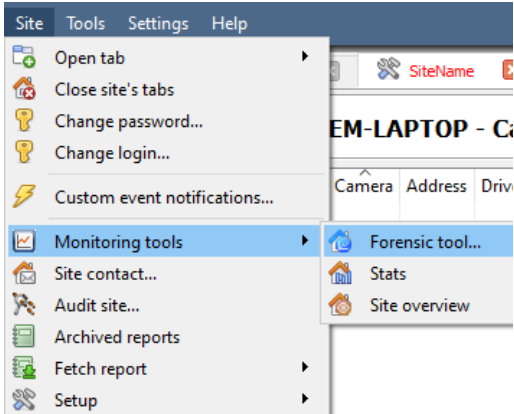 Site Tools Settings Help
Open tab
Close site's tabs
Change password...
Change login...
Custom event notifications...
Monitoring tools
Site contact...
Audit site...
Archived reports
Fetch report
Setup
SiteName
EM-LAPTOP - Ca
Camera Address Drive
Forensic tool...
Stats
Site overview